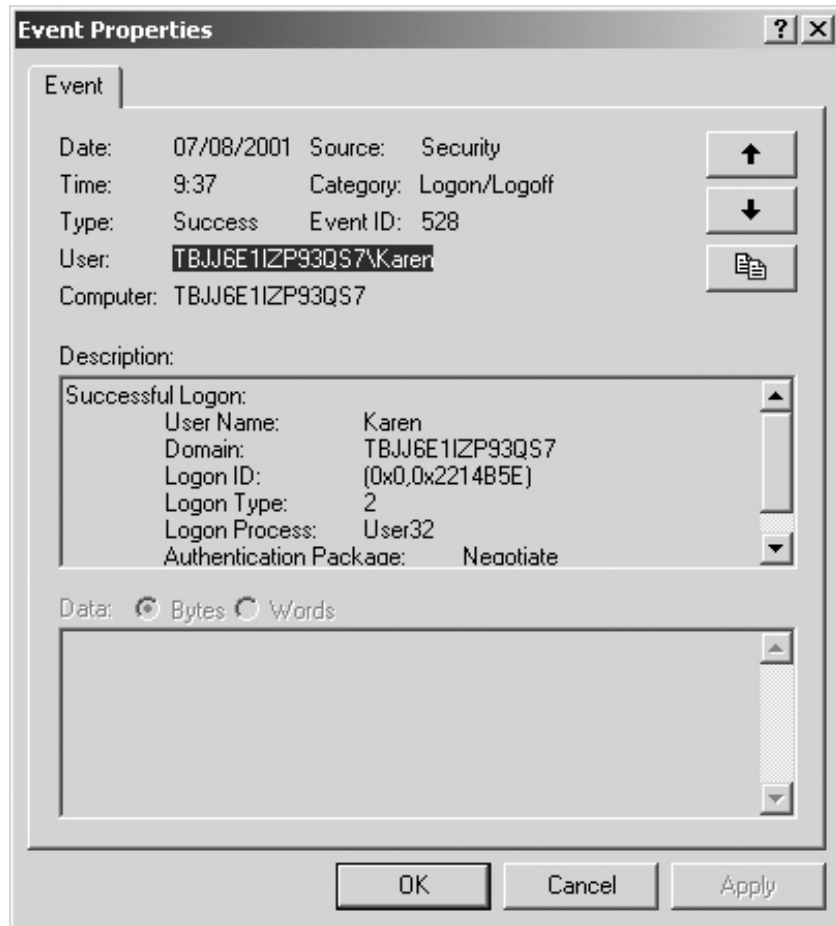 Event Properties
Event
Date: 07/08/2001 Source: Security
Time: 9:37 Category: Logon/Logoff
Type: Success Event ID: 528
User: TBJJ6E1IZP93QS7\Karen
Computer: TBJJ6E1IZP93QS7
Description:
Successful Logon:
User Name: Karen
Domain: TBJJ6E1IZP93QS7
Logon ID: (0x0,0x2214B5E)
Logon Type: 2
Logon Process: User32
Authentication Package: Negotiate
Data: Bytes Words
OK Cancel Apply